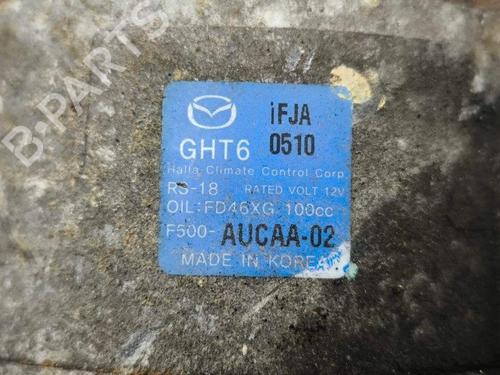 B-PARTS
iFJA
GHT6 0510
Halla Climate Control Corp.
RS-18 RATED VOLT 12V
OIL:FD46XG 100cc
F500- AUCAA-02
MADE IN KOREA